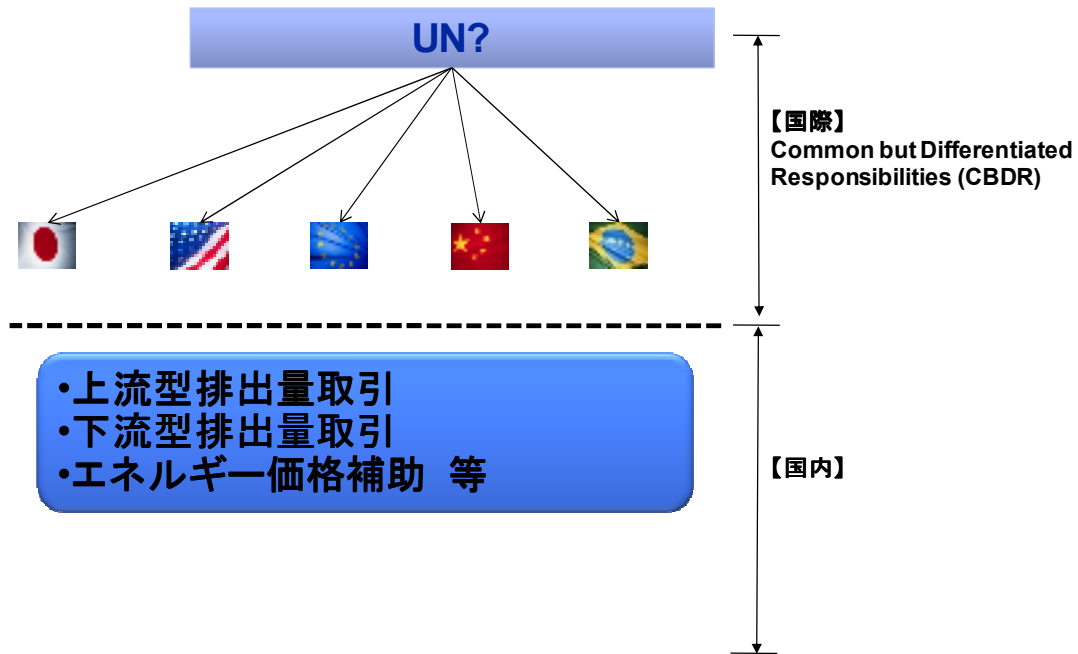 UN?
【国際】
Common but Differentiated
Responsibilities (CBDR)
•上流型排出量取引
•下流型排出量取引
•エネルギー価格補助 等
【国内】